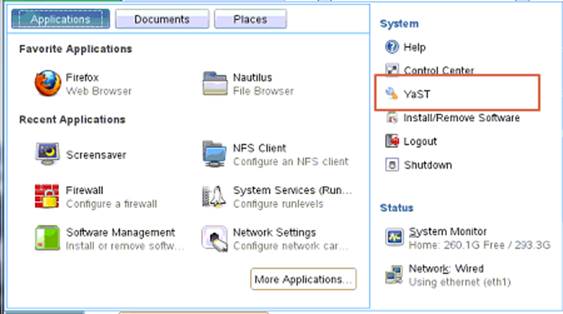 Applications
Documents
Places
Favorite Applications
Firefox
Web Browser
Nautilus
File Browser
Recent Applications
Screensaver
NFS Client
Configure an NFS client
Firewall
Configure a firewall
System Services (Run...
Configure runlevels
Software Management
Install or remove softw...
Network Settings
Configure network car...
More Applications...
System
Help
Control Center
YaST
Install/Remove Software
Logout
Shutdown
Status
System Monitor
Home: 260.1G Free / 293.3G
Network: Wired
Using ethernet (eth1)